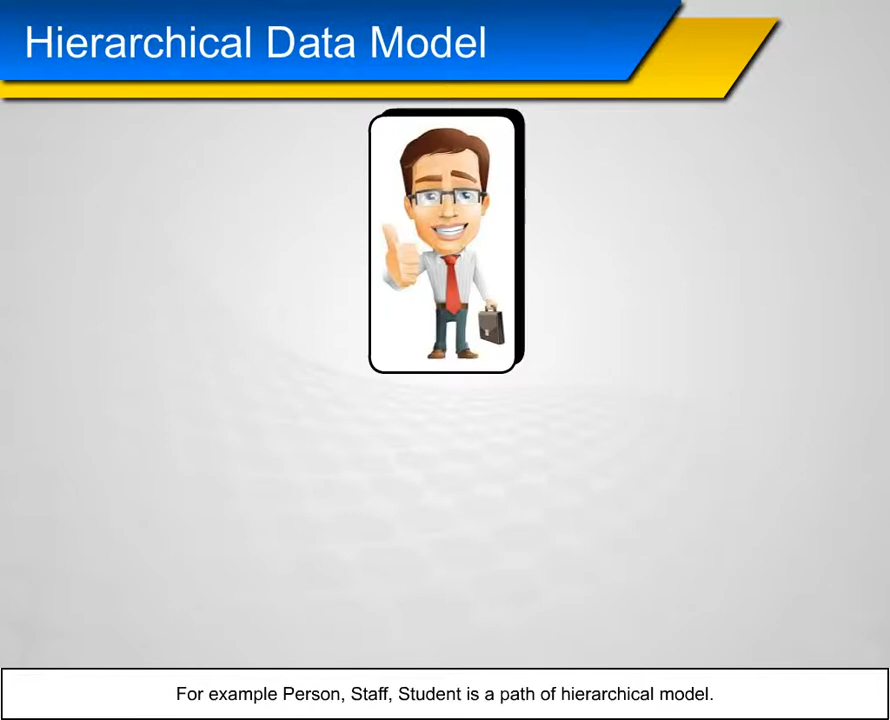 Hierarchical Data Model
For example Person, Staff, Student is a path of hierarchical model.